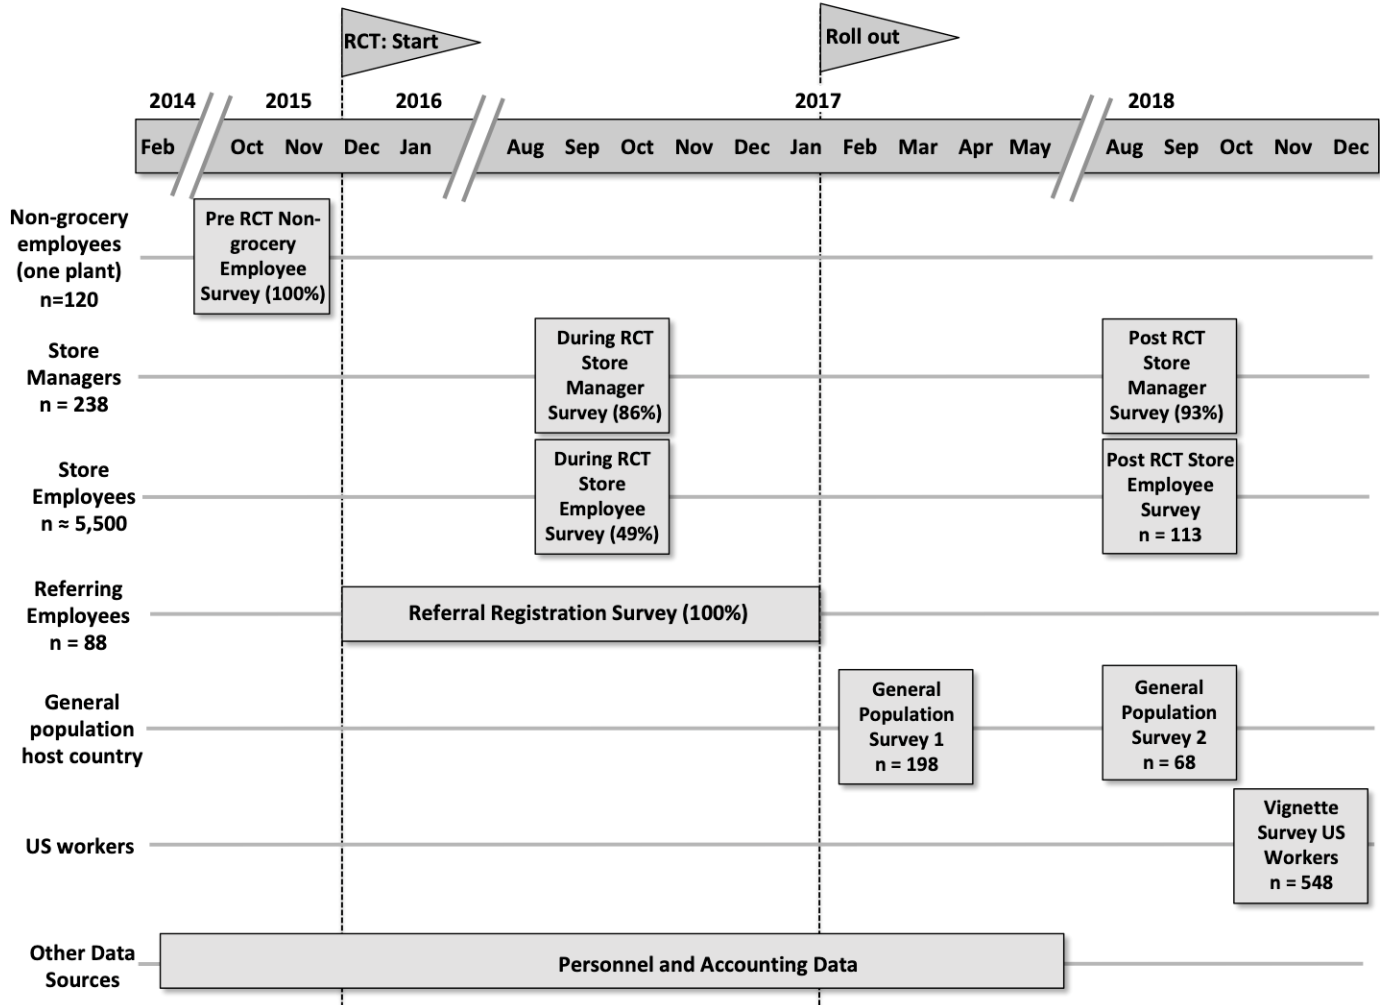 RCT: Start
Roll out
2014 2015 2016 2017 2018
Feb Oct Nov Dec Jan Aug Sep Oct Nov Dec Jan Feb Mar Apr May Aug Sep Oct Nov Dec
Non-grocery
employees
(one plant)
n=120
Pre RCT Non-
grocery
Employee
Survey (100%)
Store
Managers
n = 238
During RCT
Store
Manager
Survey (86%)
Post RCT
Store
Manager
Survey (93%)
Store
Employees
n ≈ 5,500
During RCT
Store
Employee
Survey (49%)
Post RCT Store
Employee
Survey
n = 113
Referring
Employees
n = 88
Referral Registration Survey (100%)
General
population
host country
General
Population
Survey 1
n = 198
General
Population
Survey 2
n = 68
US workers
Vignette
Survey US
Workers
n = 548
Other Data
Sources
Personnel and Accounting Data